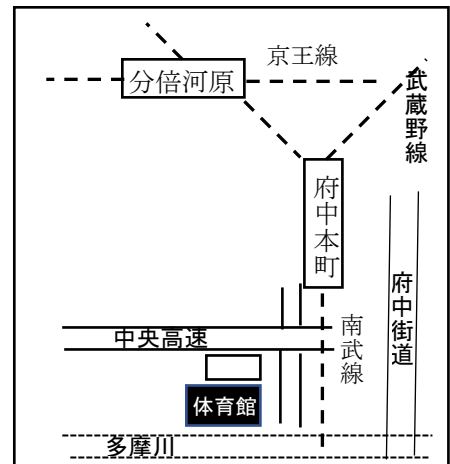 京王線
分倍河原
武蔵野線
府中本町
府中街道
南武線
中央高速
体育館
多摩川